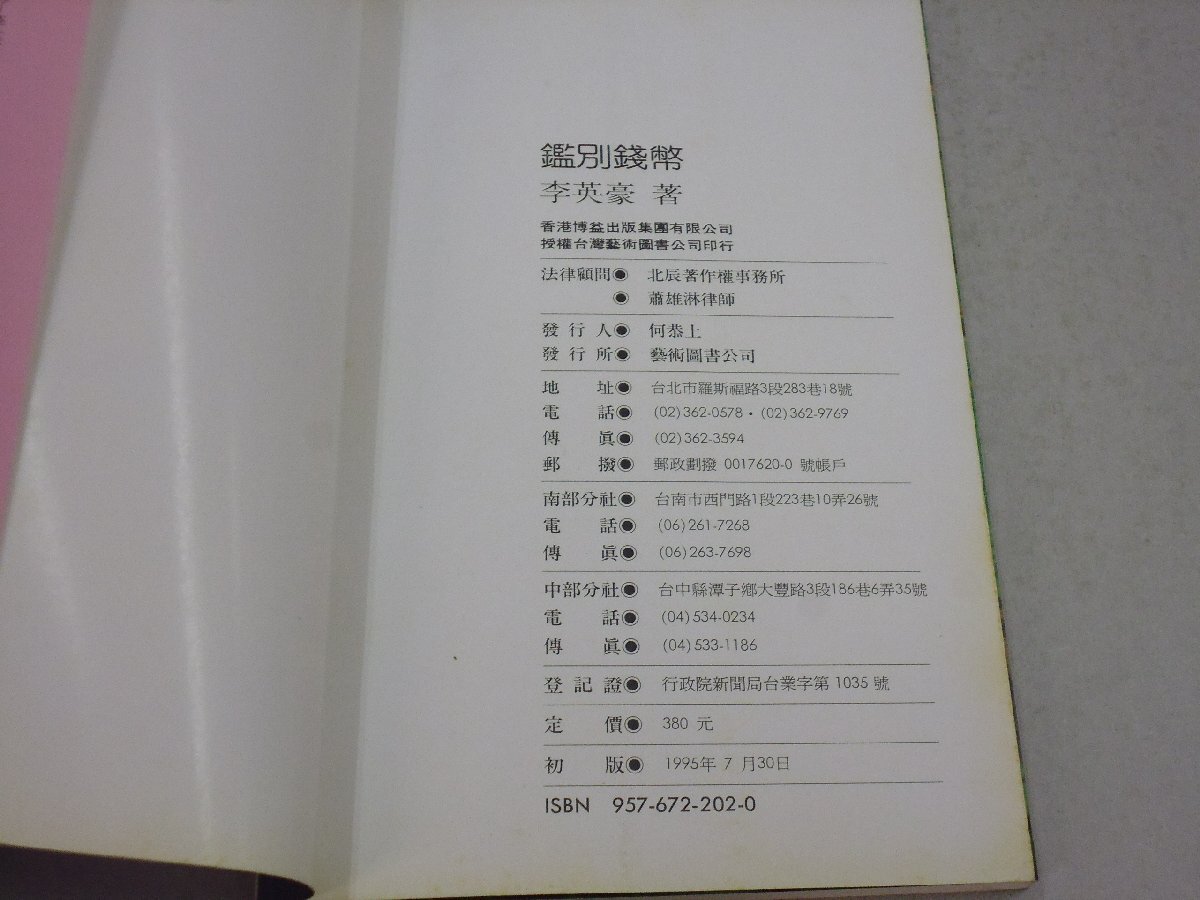 鑑別錢幣
李英豪 著
香港博益出版集團有限公司
授權台灣藝術圖書公司印行
法律顧問◉ 北辰著作權事務所
◉ 蕭雄淋律師
發行人◉ 何恭上
發行所◉ 藝術圖書公司
地 址◉ 台北市羅斯福路3段283巷18號
電 話◉ (02)362-0578・(02)362-9769
傳 眞◉ (02)362-3594
郵 撥◉ 郵政劃撥 0017620-0 號帳戶
南部分社◉ 台南市西門路1段223巷10弄26號
電 話◉ (06)261-7268
傳 眞◉ (06)263-7698
中部分社◉ 台中縣潭子鄉大豐路3段186巷6弄35號
電 話◉ (04)534-0234
傳 眞◉ (04)533-1186
登記證◉ 行政院新聞局台業字第 1035 號
定 價◉ 380 元
初 版◉ 1995年 7 月30日
ISBN 957-672-202-0